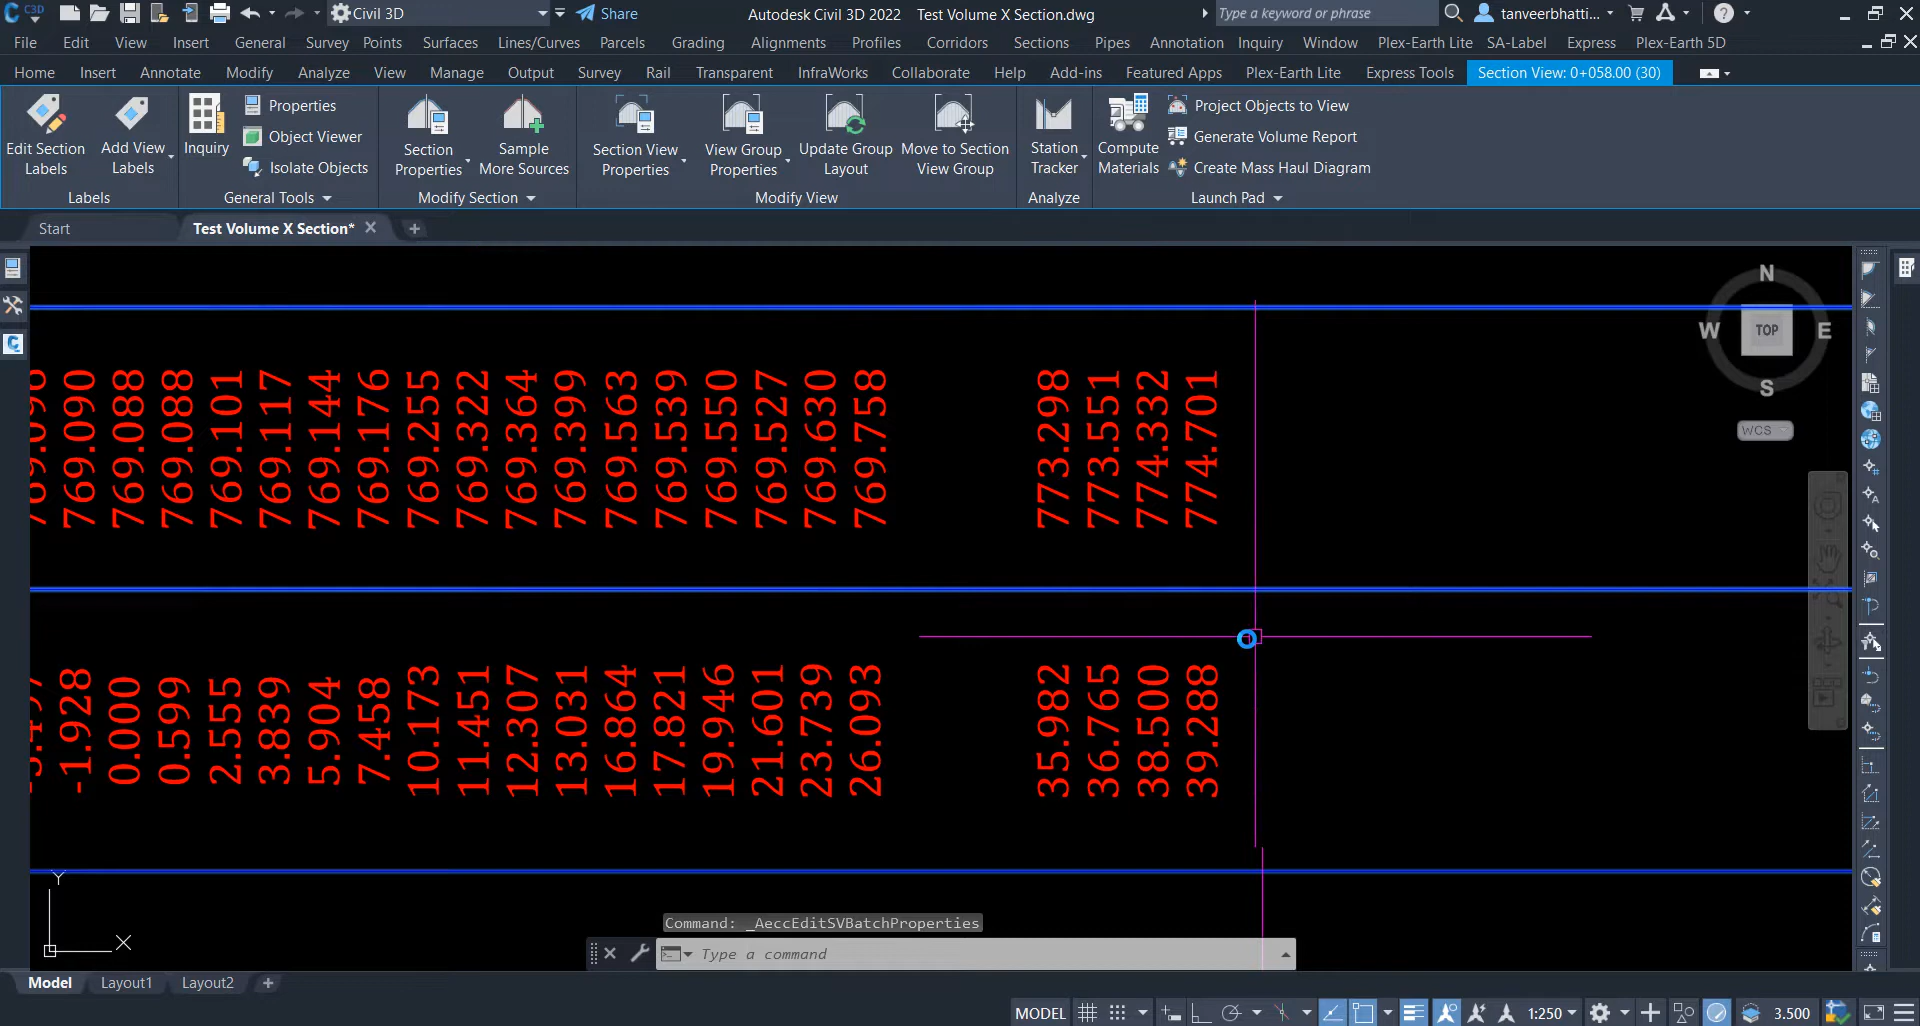 C3D Civil 3D Share Autodesk Civil 3D 2022 Test Volume X Section.dwg Type a keyword or phrase tanveerbhatti...
File Edit View Insert General Survey Points Surfaces Lines/Curves Parcels Grading Alignments Profiles Corridors Sections Pipes Annotation Inquiry Window Plex-Earth Lite SA-Label Express Plex-Earth 5D
Home Insert Annotate Modify Analyze View Manage Output Survey Rail Transparent InfraWorks Collaborate Help Add-ins Featured Apps Plex-Earth Lite Express Tools Section View: 0+058.00 (30)
Edit Section Labels
Add View Labels
Inquiry
Properties
Object Viewer
Isolate Objects
Section Properties
Sample More Sources
Section View Properties
View Group Properties
Update Group Layout
Move to Section View Group
Station Tracker
Compute Materials
Project Objects to View
Generate Volume Report
Create Mass Haul Diagram
Labels General Tools Modify Section Modify View Analyze Launch Pad
Start Test Volume X Section*
N
W TOP E
S
WCS
769.090
769.088
769.088
769.101
769.117
769.144
769.176
769.255
769.322
769.364
769.399
769.563
769.539
769.550
769.527
769.630
769.758
773.298
773.551
774.332
774.701
-1.928
0.000
0.599
2.555
3.839
5.904
7.458
10.173
11.451
12.307
13.031
16.864
17.821
19.946
21.601
23.739
26.093
35.982
36.765
38.500
39.288
Y
X
Command: _AeccEditSVBatchProperties
Type a command
Model Layout1 Layout2
MODEL 1:250 3.500